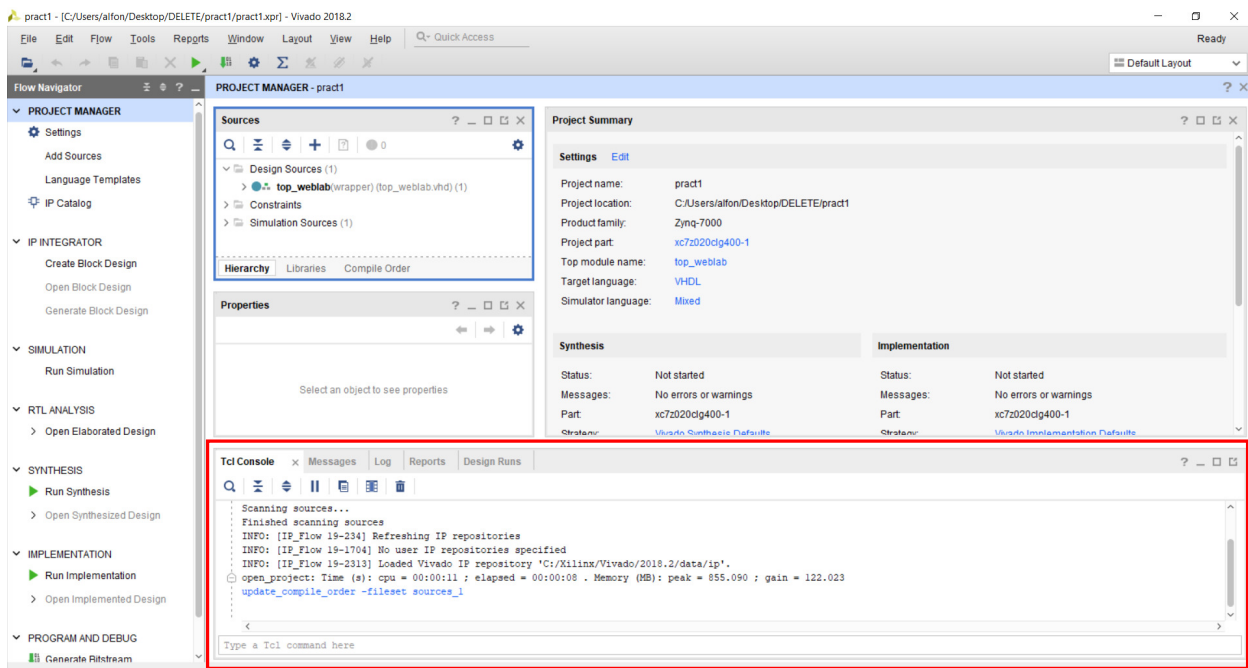 pract1 - [C:/Users/alfon/Desktop/DELETE/pract1/pract1.xpr] - Vivado 2018.2
File Edit Flow Tools Reports Window Layout View Help Quick Access
Ready
Default Layout
Flow Navigator
PROJECT MANAGER
Settings
Add Sources
Language Templates
IP Catalog
IP INTEGRATOR
Create Block Design
Open Block Design
Generate Block Design
SIMULATION
Run Simulation
RTL ANALYSIS
Open Elaborated Design
SYNTHESIS
Run Synthesis
Open Synthesized Design
IMPLEMENTATION
Run Implementation
Open Implemented Design
PROGRAM AND DEBUG
Generate Bitstream
PROJECT MANAGER - pract1
Sources
0
Design Sources (1)
top_weblab(wrapper) (top_weblab.vhd) (1)
Constraints
Simulation Sources (1)
Hierarchy Libraries Compile Order
Properties
Select an object to see properties
Project Summary
Settings Edit
Project name: pract1
Project location: C:/Users/alfon/Desktop/DELETE/pract1
Product family: Zynq-7000
Project part: xc7z020clg400-1
Top module name: top_weblab
Target language: VHDL
Simulator language: Mixed
Synthesis
Status: Not started
Messages: No errors or warnings
Part: xc7z020clg400-1
Strategy: Vivado Synthesis Defaults
Implementation
Status: Not started
Messages: No errors or warnings
Part: xc7z020clg400-1
Strategy: Vivado Implementation Defaults
Tcl Console Messages Log Reports Design Runs
Scanning sources...
Finished scanning sources
INFO: [IP_Flow 19-234] Refreshing IP repositories
INFO: [IP_Flow 19-1704] No user IP repositories specified
INFO: [IP_Flow 19-2313] Loaded Vivado IP repository 'C:/Xilinx/Vivado/2018.2/data/ip'.
open_project: Time (s): cpu = 00:00:11 ; elapsed = 00:00:08 . Memory (MB): peak = 855.090 ; gain = 122.023
update_compile_order -fileset sources_1
Type a Tcl command here